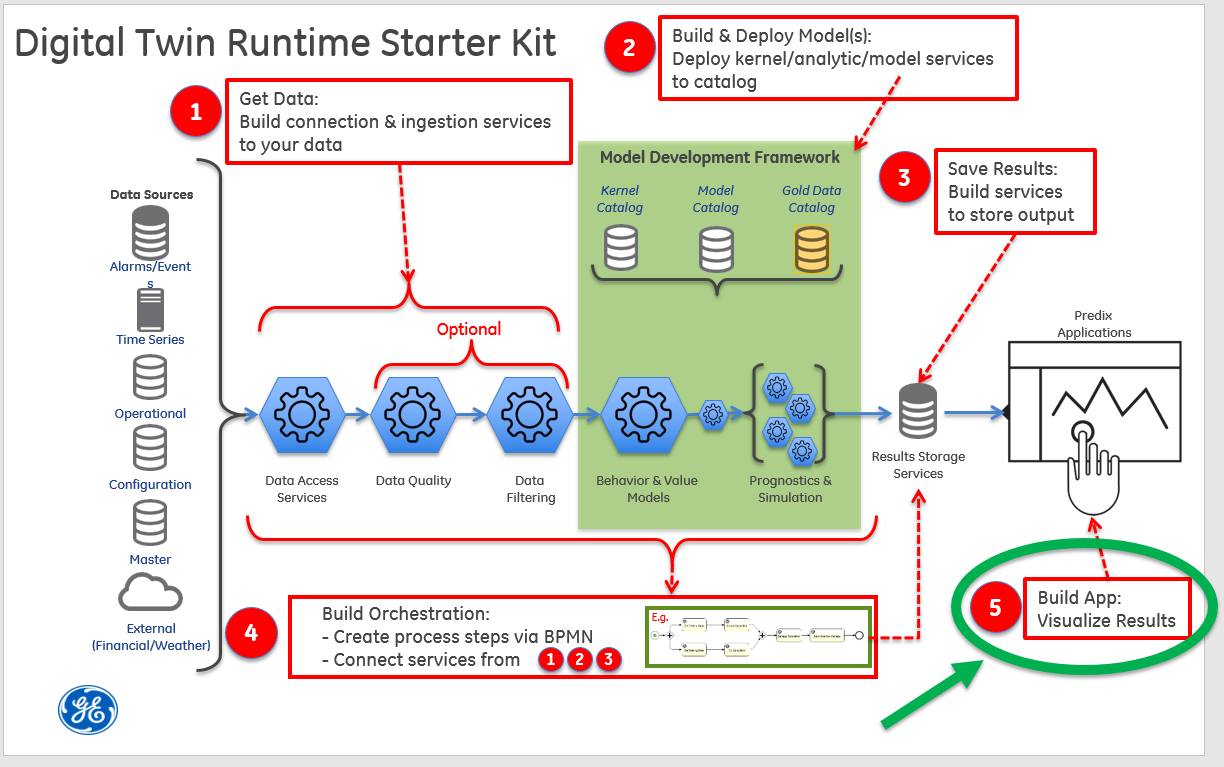 Digital Twin Runtime Starter Kit
1
Get Data:
Build connection & ingestion services
to your data
2
Build & Deploy Model(s):
Deploy kernel/analytic/model services
to catalog
3
Save Results:
Build services
to store output
Model Development Framework
Kernel
Catalog
Model
Catalog
Gold Data
Catalog
Data Sources
Alarms/Event
s
Time Series
Operational
Configuration
Master
External
(Financial/Weather)
Optional
Data Access
Services
Data Quality
Data
Filtering
Behavior & Value
Models
Prognostics &
Simulation
Results Storage
Services
Predix
Applications
4
Build Orchestration:
- Create process steps via BPMN
- Connect services from 1 2 3
E.g.
5
Build App:
Visualize Results
GE